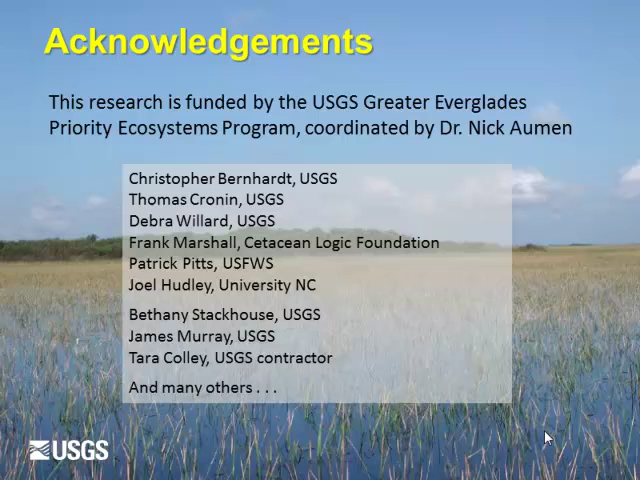 Acknowledgements
This research is funded by the USGS Greater Everglades
Priority Ecosystems Program, coordinated by Dr. Nick Aumen
Christopher Bernhardt, USGS
Thomas Cronin, USGS
Debra Willard, USGS
Frank Marshall, Cetacean Logic Foundation
Patrick Pitts, USFWS
Joel Hudley, University NC
Bethany Stackhouse, USGS
James Murray, USGS
Tara Colley, USGS contractor
And many others . . .
USGS